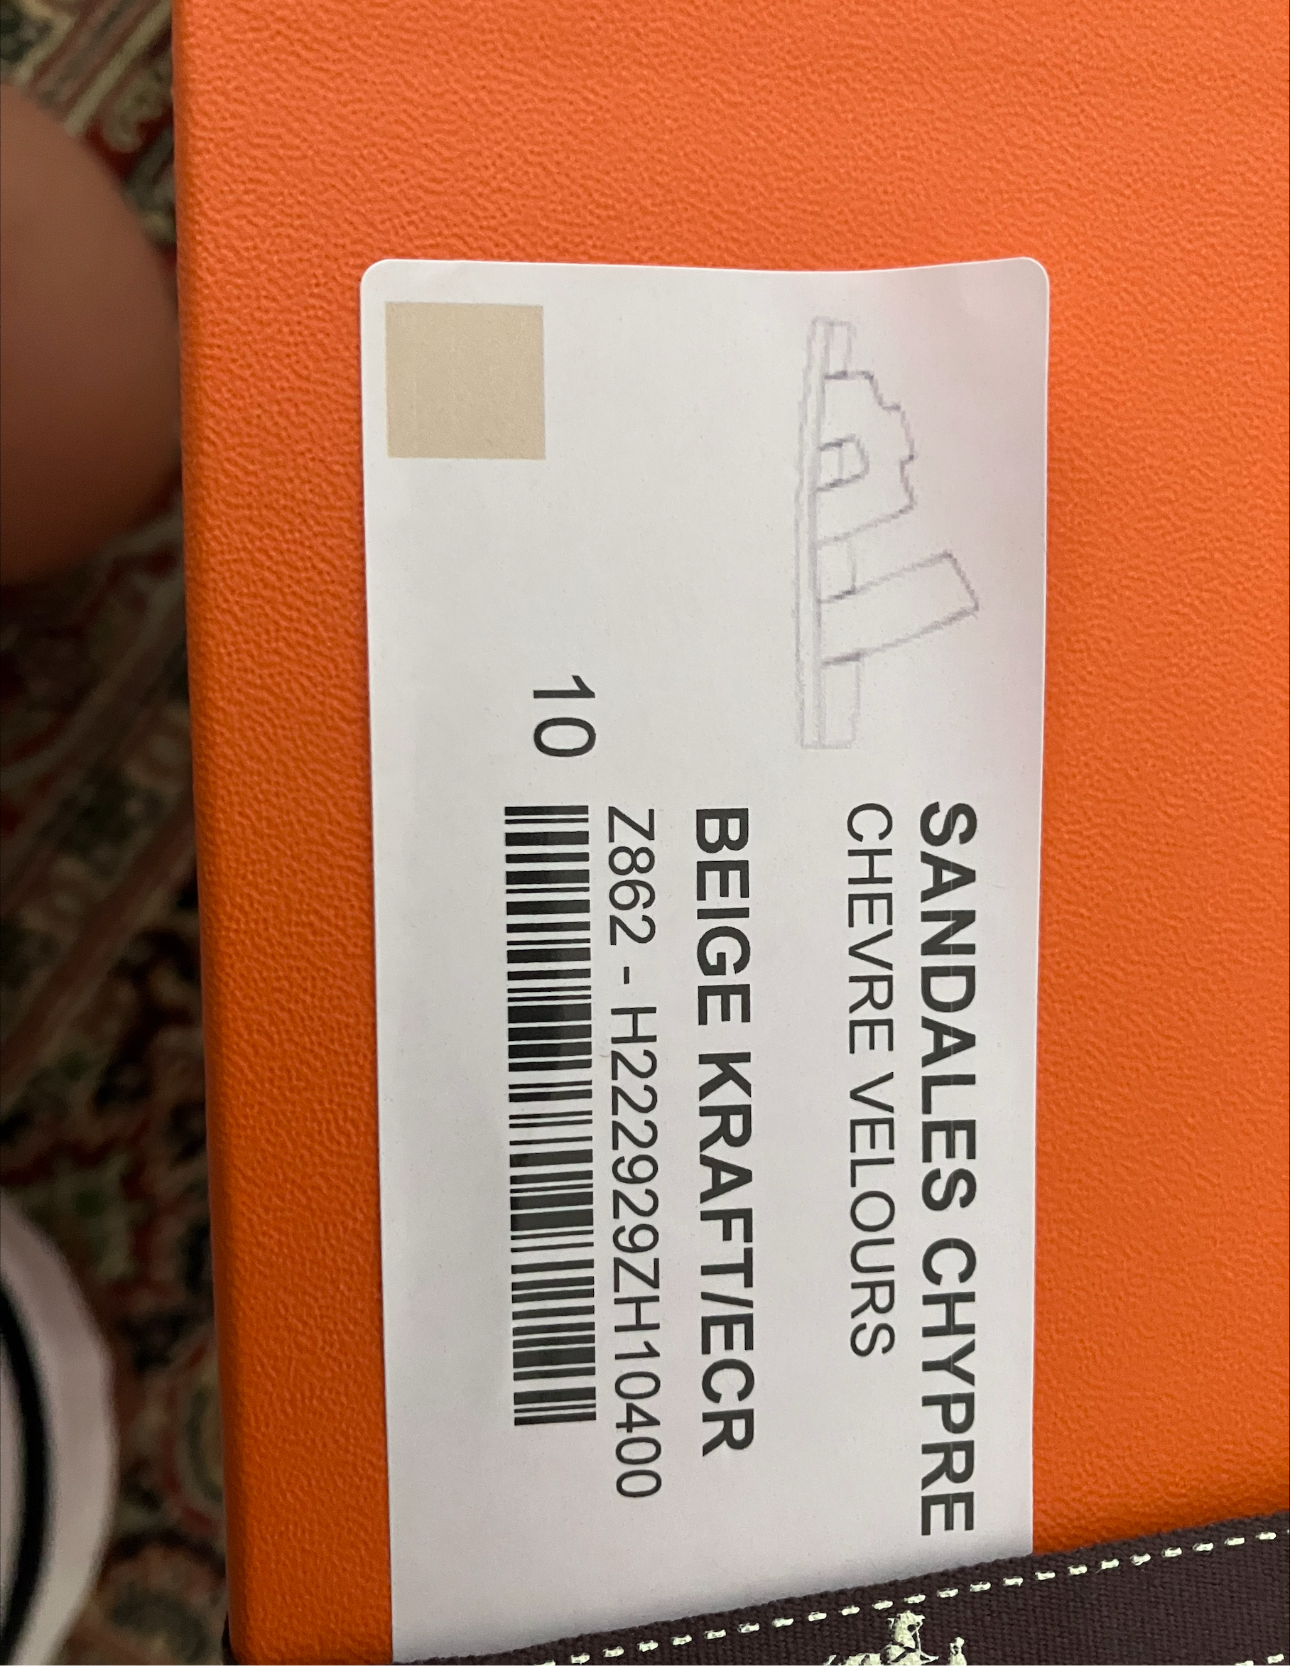 SANDALES CHYPRE
CHEVRE VELOURS
BEIGE KRAFT/ECR
Z862 - H222929ZH10400
10